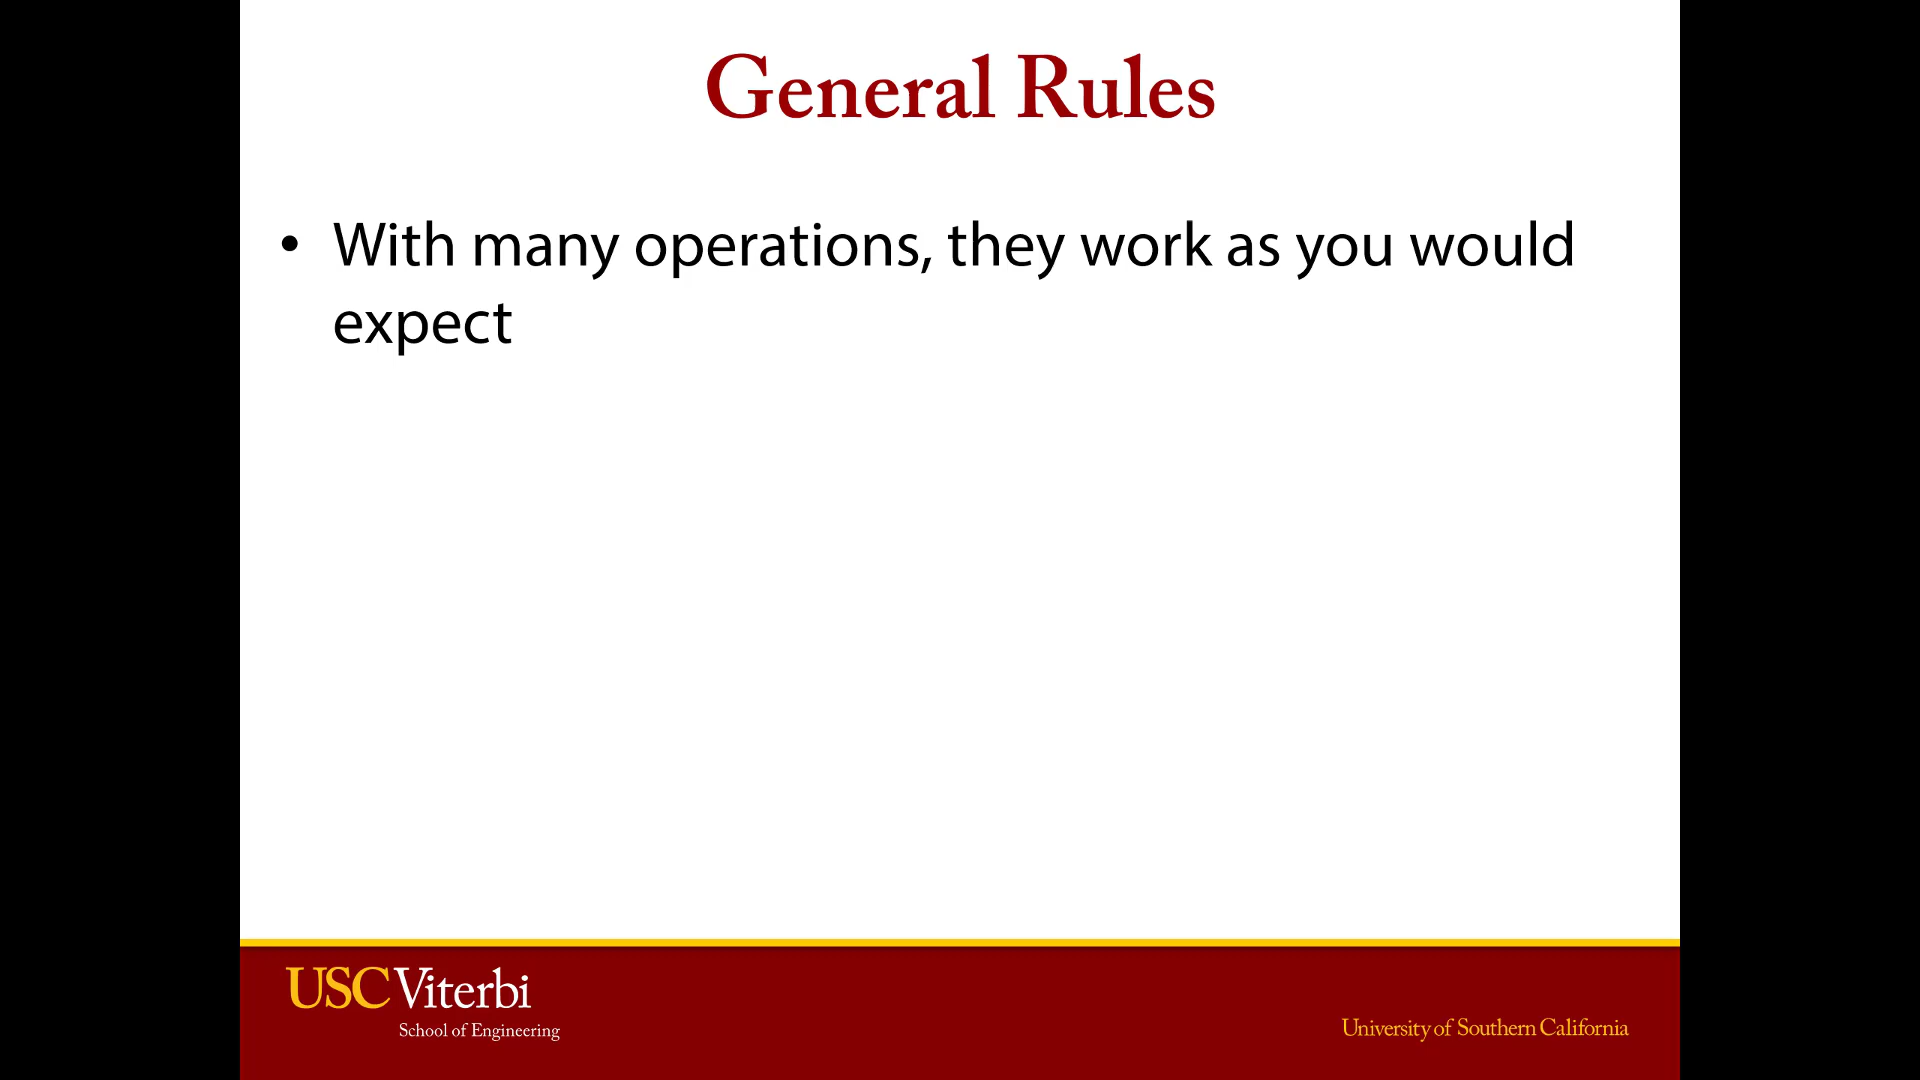 General Rules
• With many operations, they work as you would
expect
USC Viterbi
School of Engineering
University of Southern California